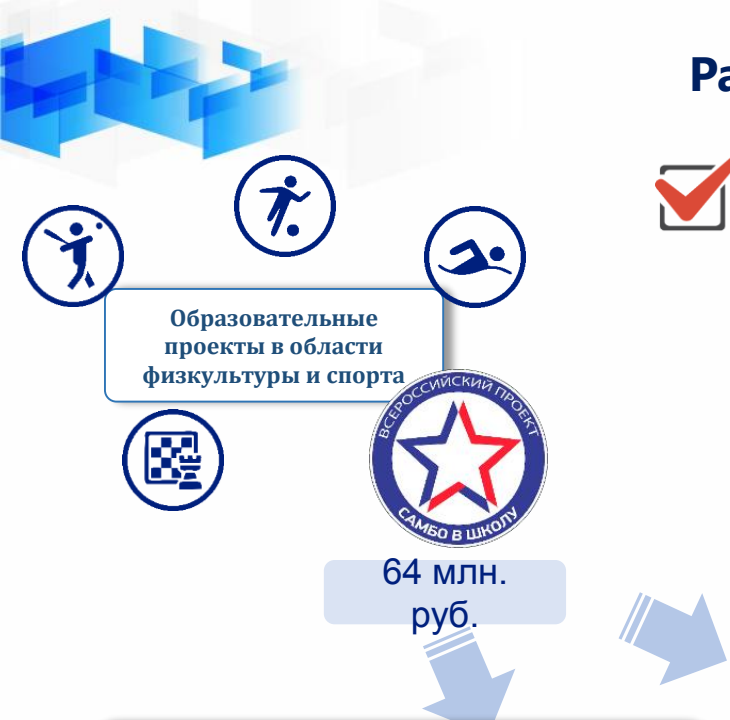 Ра
Образовательные
проекты в области
физкультуры и спорта
ВСЕРОССИЙСКИЙ ПРОЕКТ
САМБО В ШКОЛУ
64 млн.
руб.